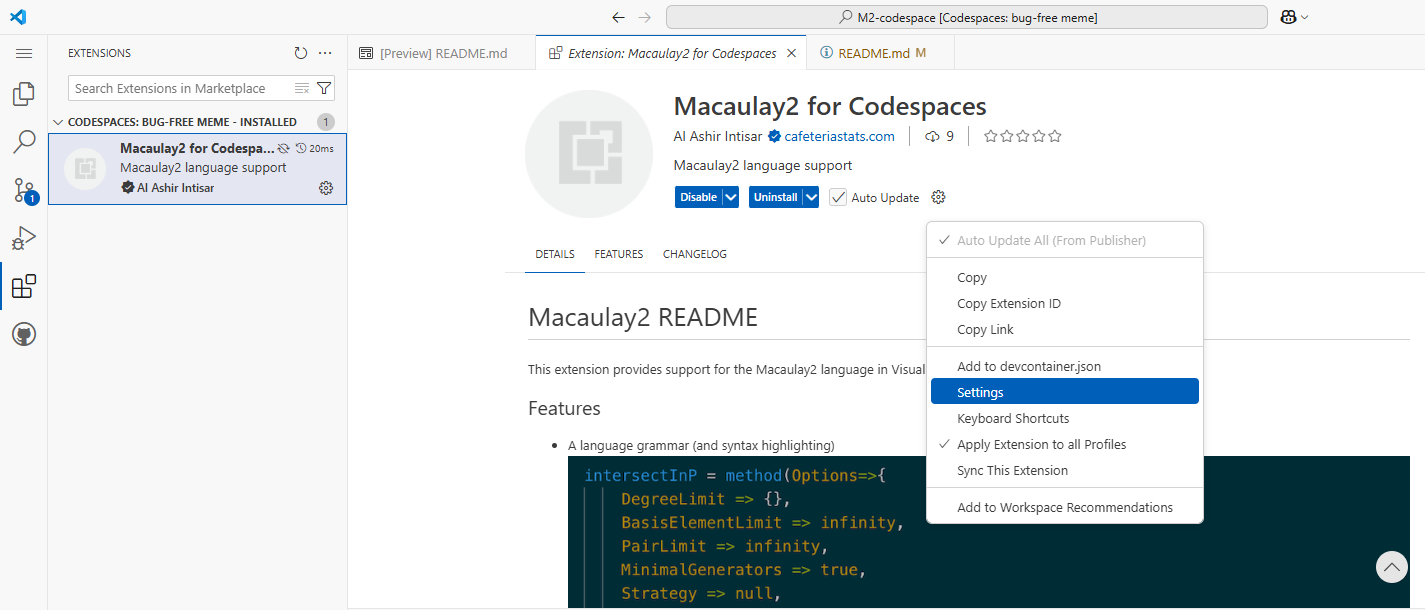 M2-codespace [Codespaces: bug-free meme]
EXTENSIONS
Search Extensions in Marketplace
CODESPACES: BUG-FREE MEME - INSTALLED 1
Macaulay2 for Codespa... 20ms
Macaulay2 language support
Al Ashir Intisar
1
[Preview] README.md
Extension: Macaulay2 for Codespaces
README.md M
Macaulay2 for Codespaces
Al Ashir Intisar cafeteriastats.com 9
Macaulay2 language support
Disable Uninstall Auto Update
DETAILS FEATURES CHANGELOG
Macaulay2 README
This extension provides support for the Macaulay2 language in Visual
Features
A language grammar (and syntax highlighting)
intersectInP = method(Options=>{
DegreeLimit => {},
BasisElementLimit => infinity,
PairLimit => infinity,
MinimalGenerators => true,
Strategy => null,
Auto Update All (From Publisher)
Copy
Copy Extension ID
Copy Link
Add to devcontainer.json
Settings
Keyboard Shortcuts
Apply Extension to all Profiles
Sync This Extension
Add to Workspace Recommendations